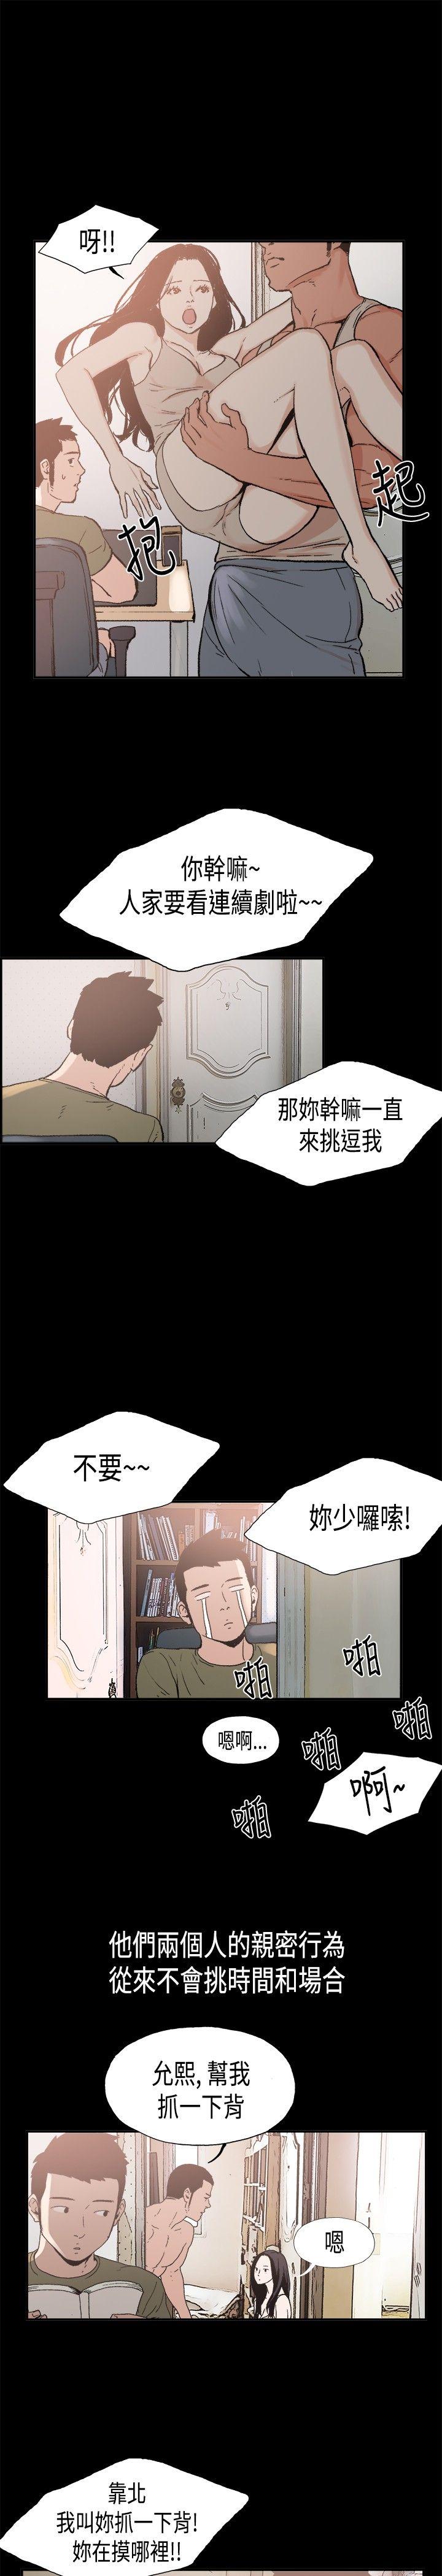 呀!!
抱
起
你幹嘛~
人家要看連續劇啦~~
那妳幹嘛一直
來挑逗我
不要~~
妳少囉嗦!
啪
啪
嗯啊...
啪
啪
啊~
啪
他們兩個人的親密行為
從來不會挑時間和場合
允熙, 幫我
抓一下背
嗯
靠北
我叫妳抓一下背!
妳在摸哪裡!!